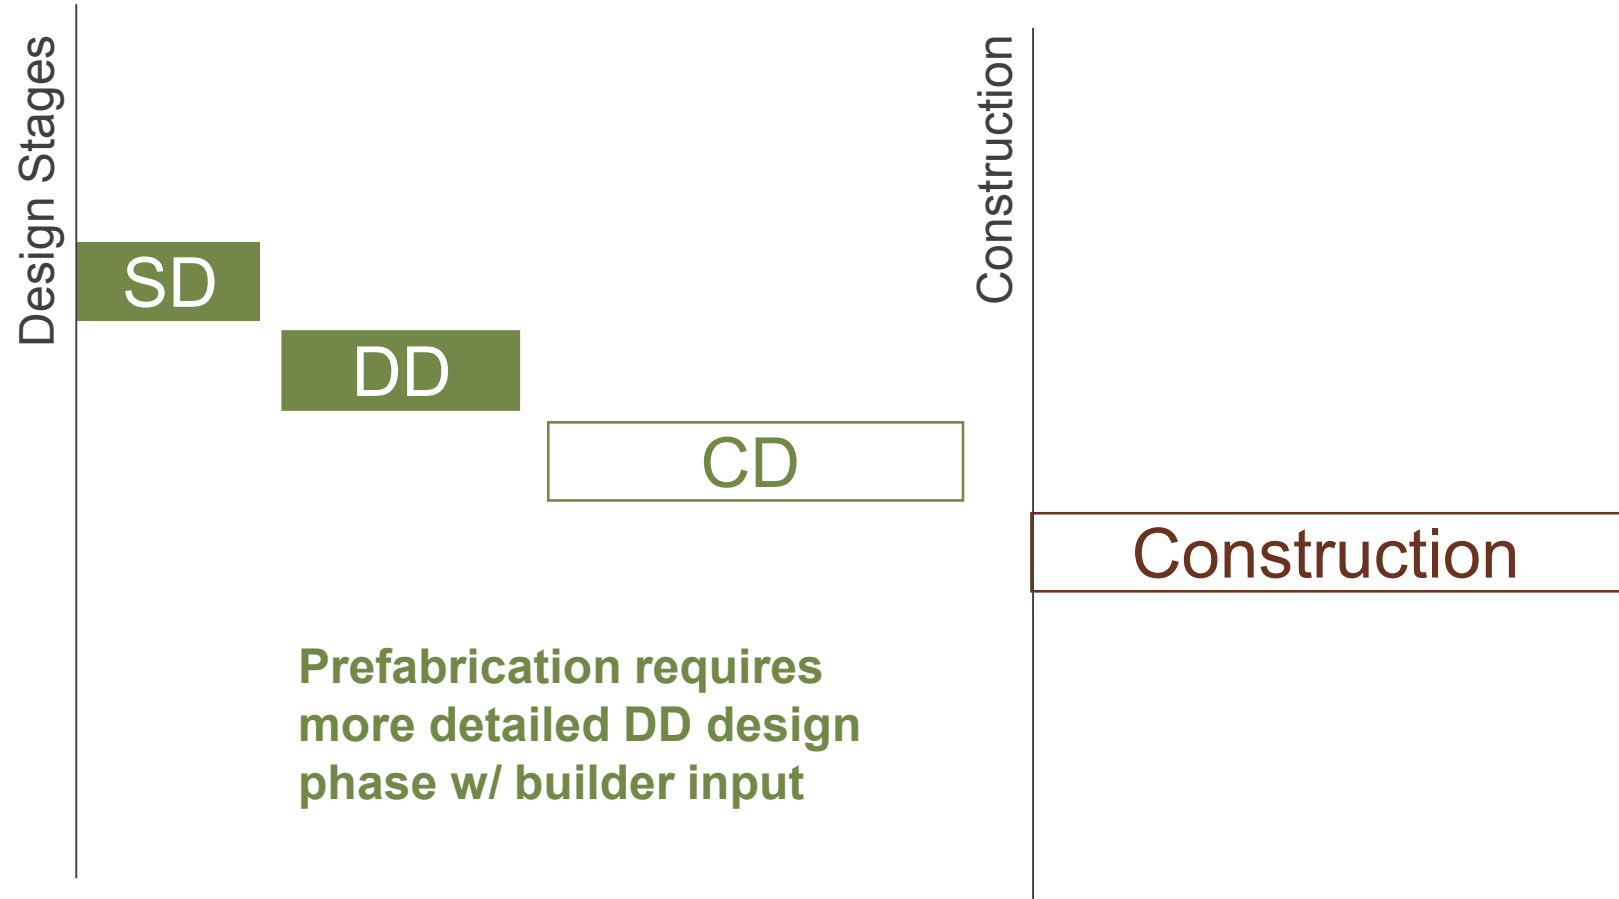 Design Stages
Construction
SD
DD
CD
Construction
Prefabrication requires
more detailed DD design
phase w/ builder input